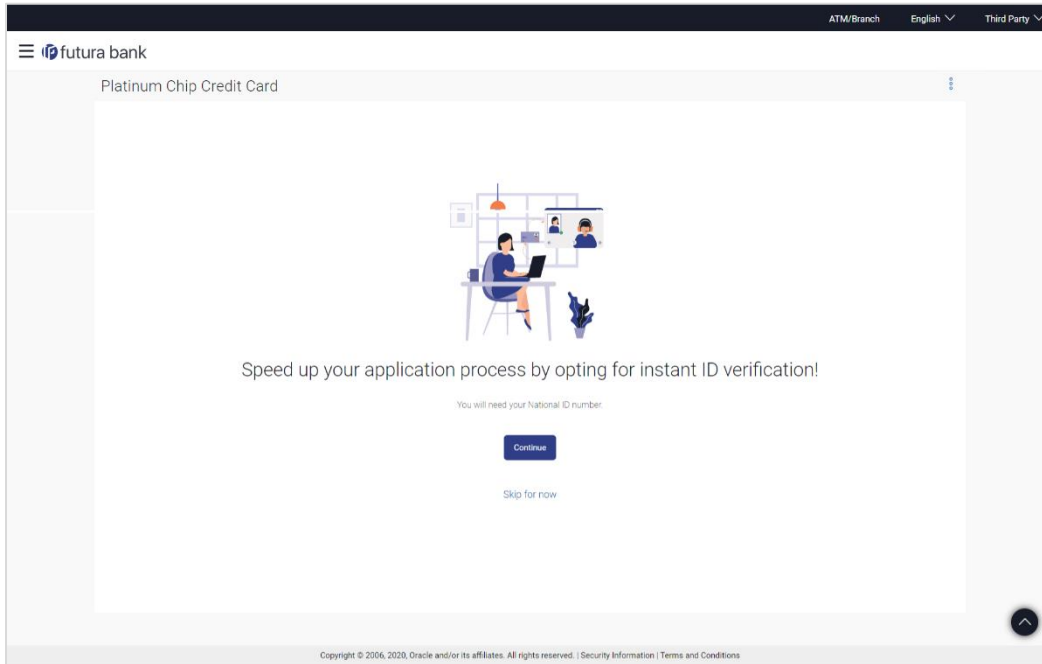 ATM/Branch English Third Party
futura bank
Platinum Chip Credit Card
Speed up your application process by opting for instant ID verification!
You will need your National ID number.
Continue
Skip for now
Copyright © 2006, 2020, Oracle and/or its affiliates. All rights reserved. | Security Information | Terms and Conditions